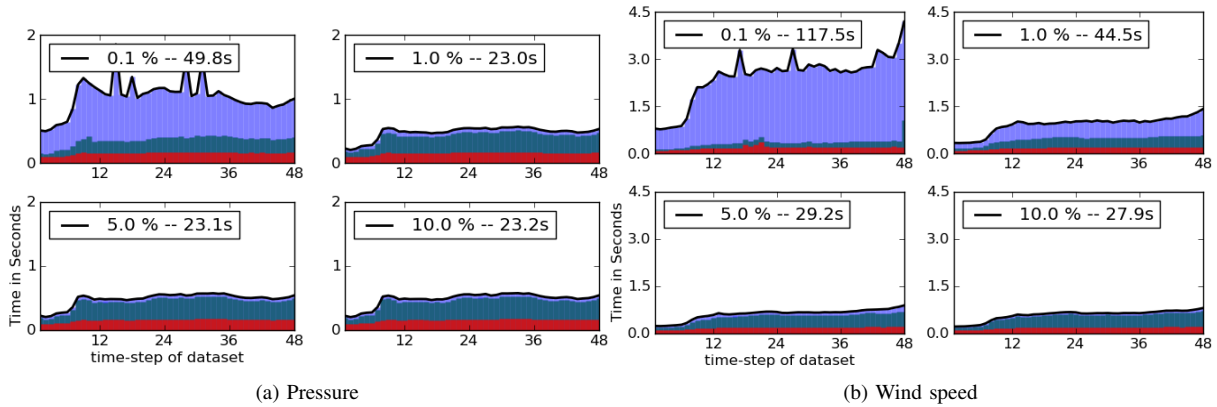 2
1
0
0.1 % -- 49.8s
12 24 36 48
2
1
0
1.0 % -- 23.0s
12 24 36 48
Time in Seconds
2
1
0
5.0 % -- 23.1s
12 24 36 48
time-step of dataset
2
1
0
10.0 % -- 23.2s
12 24 36 48
(a) Pressure
4.5
3.0
1.5
0.0
0.1 % -- 117.5s
12 24 36 48
4.5
3.0
1.5
0.0
1.0 % -- 44.5s
12 24 36 48
Time in Seconds
4.5
3.0
1.5
0.0
5.0 % -- 29.2s
12 24 36 48
time-step of dataset
4.5
3.0
1.5
0.0
10.0 % -- 27.9s
12 24 36 48
(b) Wind speed